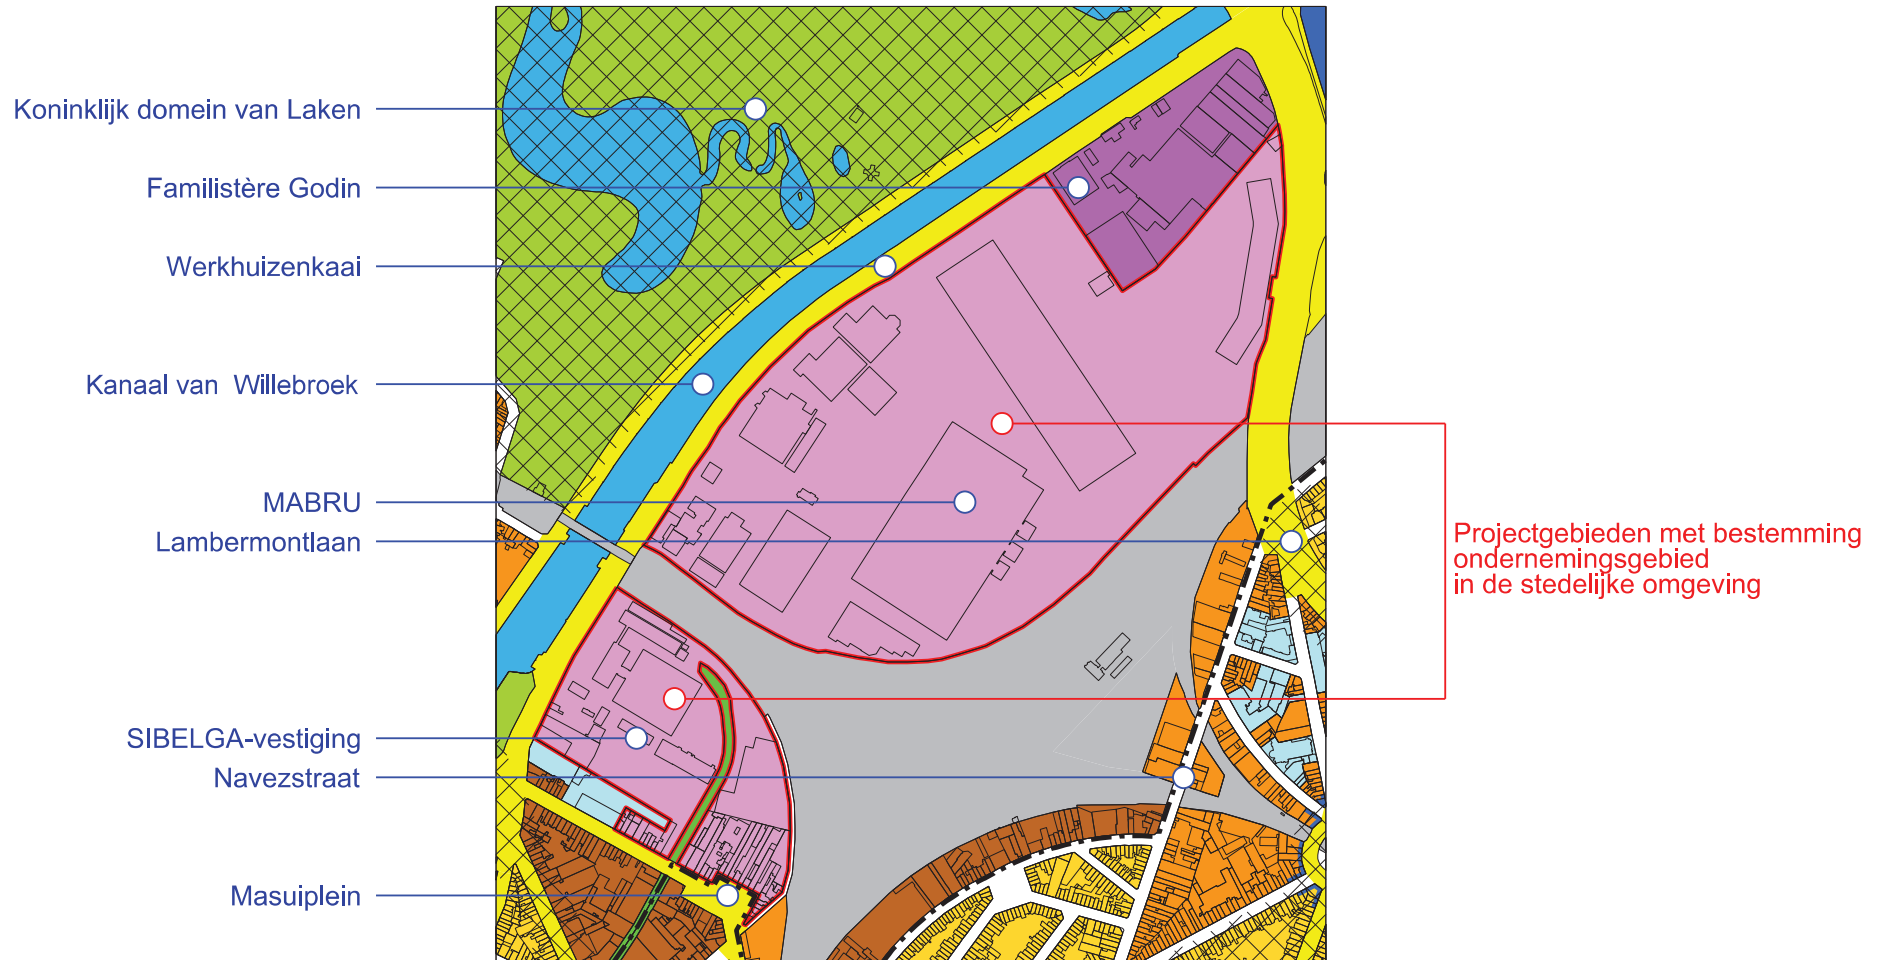 Koninklijk domein van Laken
Familistère Godin
Werkhuizenkaai
Kanaal van Willebroek
MABRU
Lambermontlaan
Projectgebieden met bestemming
ondernemingsgebied
in de stedelijke omgeving
SIBELGA-vestiging
Navezstraat
Masuiplein